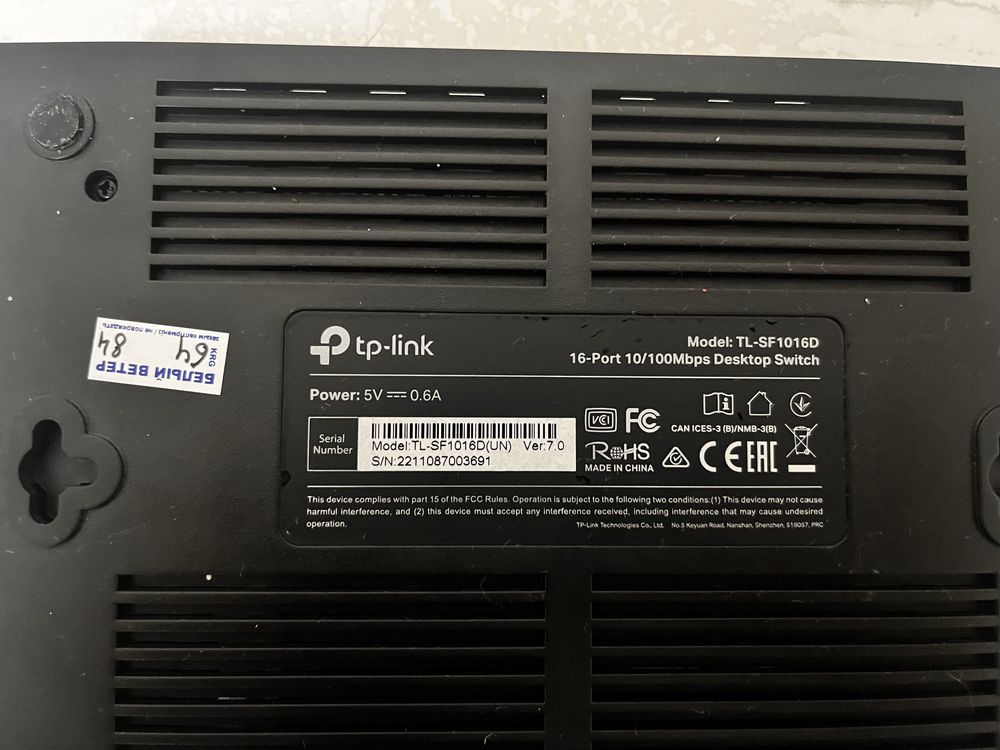 tp-link
Model: TL-SF1016D
16-Port 10/100Mbps Desktop Switch
Power: 5V 0.6A
Serial Number
Model:TL-SF1016D(UN) Ver:7.0
S/N:2211087003691
VCCI
FC
CAN ICES-3 (B)/NMB-3(B)
RoHS
MADE IN CHINA
CE EAC
This device complies with part 15 of the FCC Rules. Operation is subject to the following two conditions:(1) This device may not cause
harmful interference, and (2) this device must accept any interference received, including interference that may cause undesired
operation.
TP-Link Technologies Co., Ltd. No.5 Keyuan Road, Nanshan, Shenzhen, 518057, PRC
БЕЛЫЙ ВЕТЕР
KRG
64 84
зақым келтірмеңіз / не повреждать